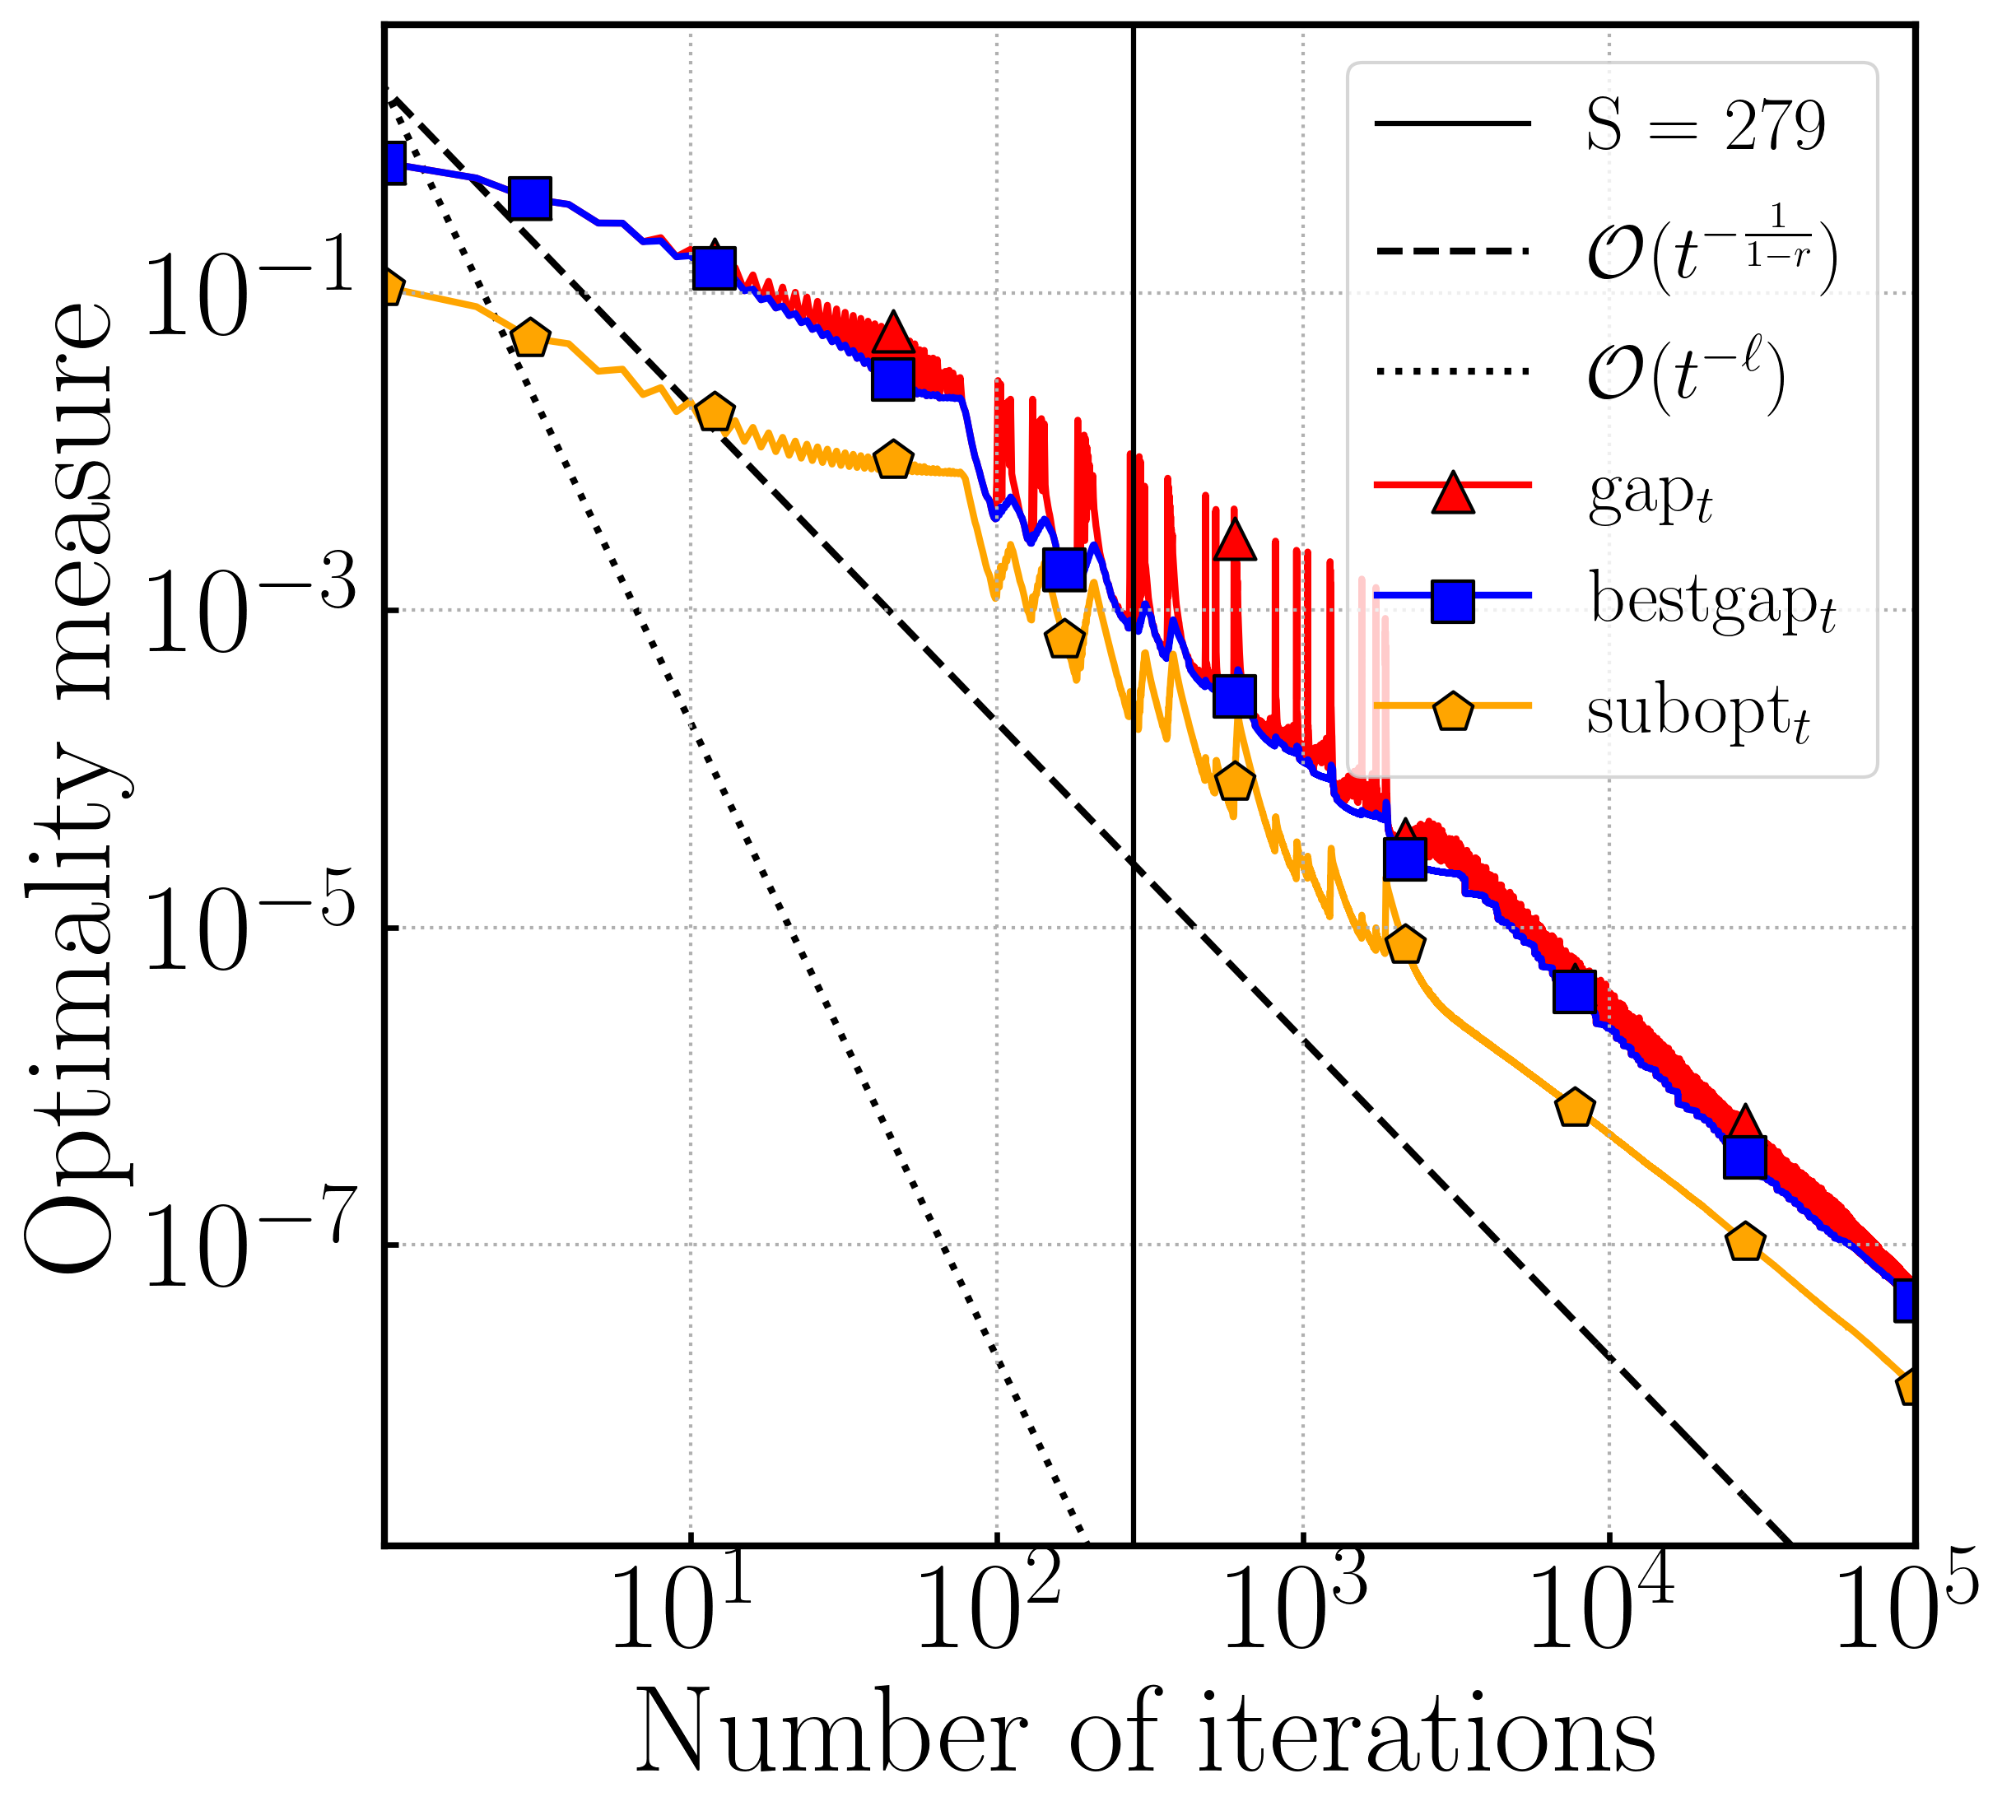 Optimality measure
10^{-1}
10^{-3}
10^{-5}
10^{-7}
S = 279
𝒪(t^{-\frac{1}{1-r}})
𝒪(t^{-ℓ})
gap_t
bestgap_t
subopt_t
10^1 10^2 10^3 10^4 10^5
Number of iterations